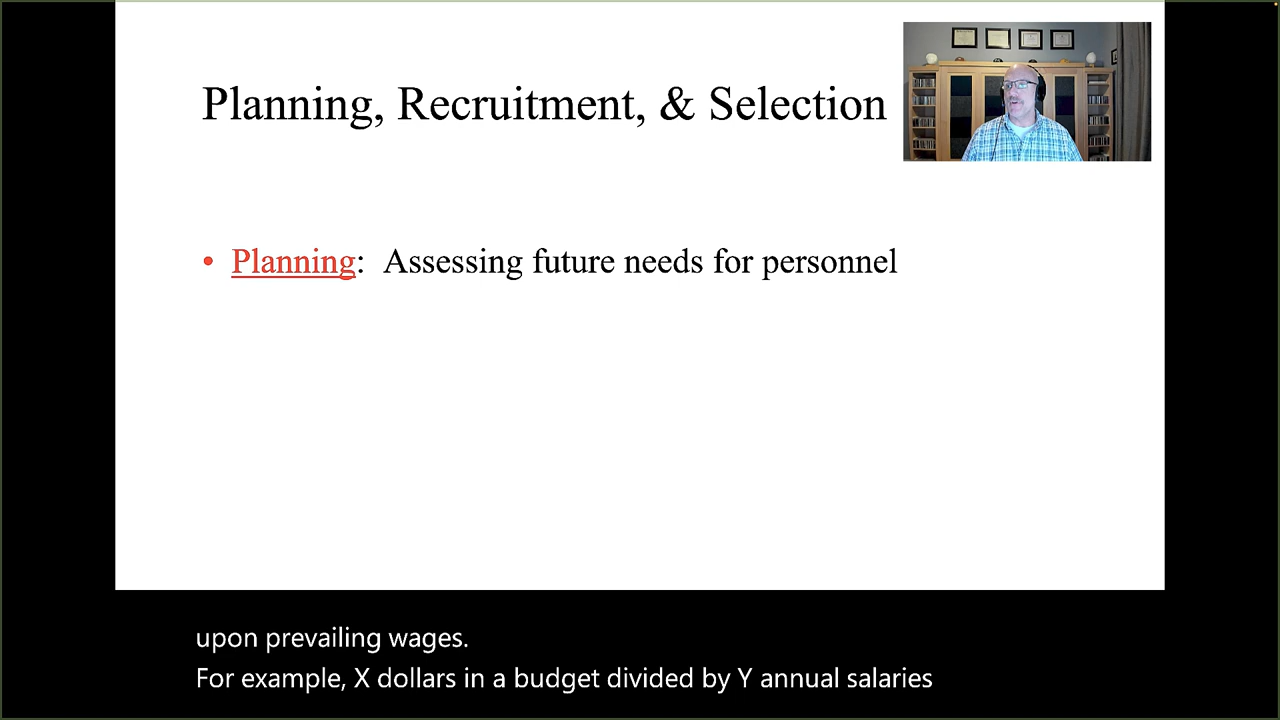 Planning, Recruitment, & Selection
• Planning: Assessing future needs for personnel
upon prevailing wages.
For example, X dollars in a budget divided by Y annual salaries